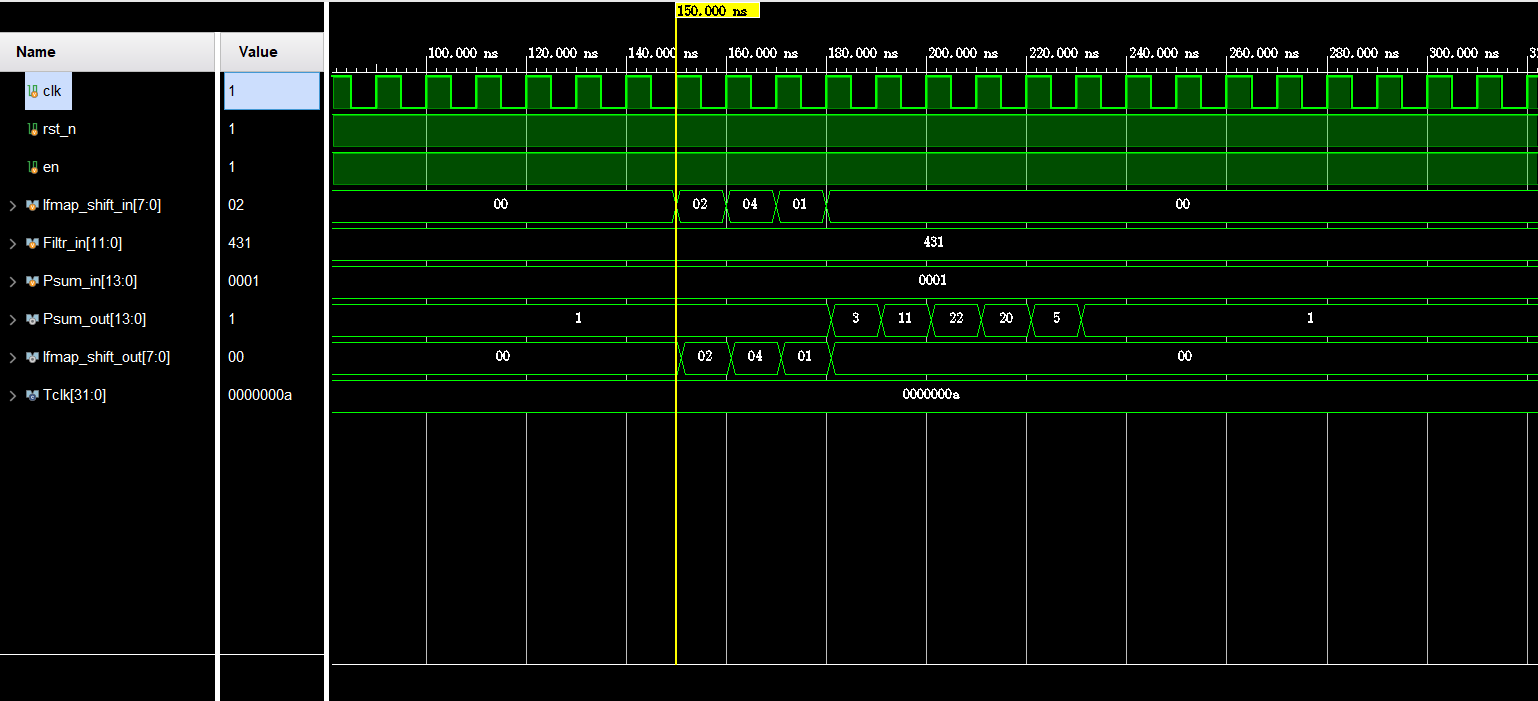 150.000 ns
Name Value
100.000 ns 120.000 ns 140.000 ns 160.000 ns 180.000 ns 200.000 ns 220.000 ns 240.000 ns 260.000 ns 280.000 ns 300.000 ns
clk 1
rst_n 1
en 1
Ifmap_shift_in[7:0] 02 00 02 04 01 00
Filtr_in[11:0] 431 431
Psum_in[13:0] 0001 0001
Psum_out[13:0] 1 1 3 11 22 20 5 1
Ifmap_shift_out[7:0] 00 00 02 04 01 00
Tclk[31:0] 0000000a 0000000a